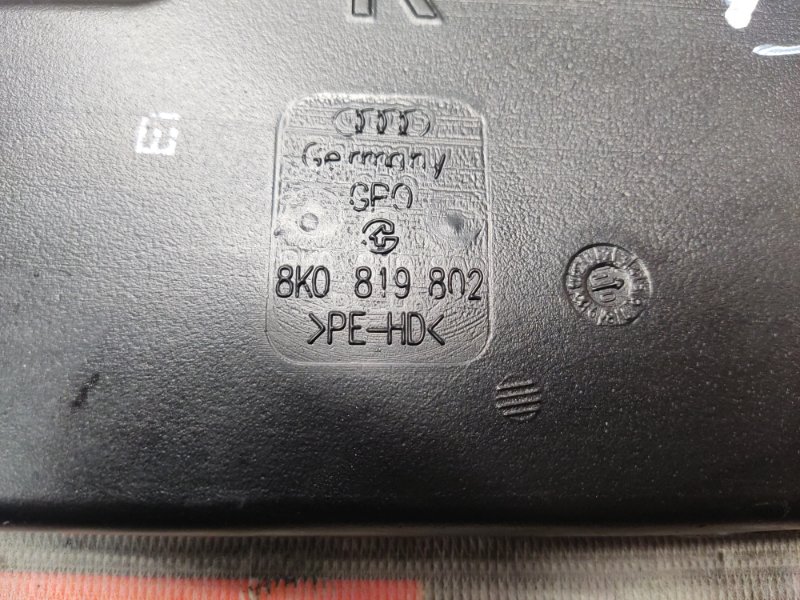 R
Germany
GPO
8K0 819 802
>PE-HD<